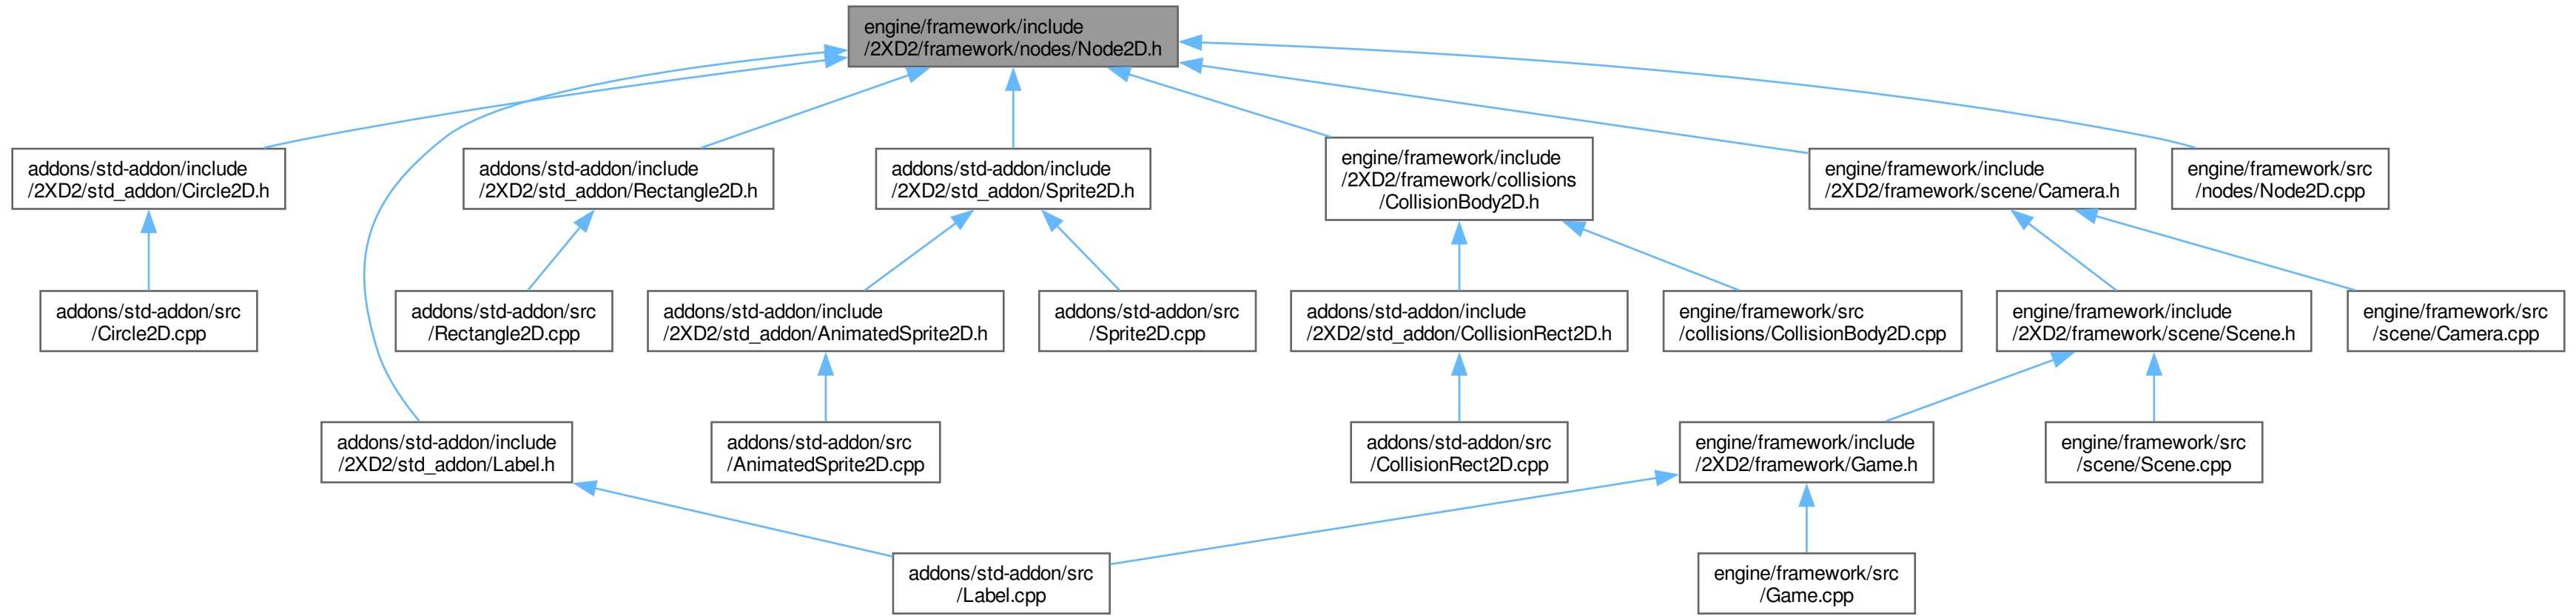 engine/framework/include
/2XD2/framework/nodes/Node2D.h
addons/std-addon/include
/2XD2/std_addon/Circle2D.h
addons/std-addon/include
/2XD2/std_addon/Rectangle2D.h
addons/std-addon/include
/2XD2/std_addon/Sprite2D.h
engine/framework/include
/2XD2/framework/collisions
/CollisionBody2D.h
engine/framework/include
/2XD2/framework/scene/Camera.h
engine/framework/src
/nodes/Node2D.cpp
addons/std-addon/src
/Circle2D.cpp
addons/std-addon/src
/Rectangle2D.cpp
addons/std-addon/include
/2XD2/std_addon/AnimatedSprite2D.h
addons/std-addon/src
/Sprite2D.cpp
addons/std-addon/include
/2XD2/std_addon/CollisionRect2D.h
engine/framework/src
/collisions/CollisionBody2D.cpp
engine/framework/include
/2XD2/framework/scene/Scene.h
engine/framework/src
/scene/Camera.cpp
addons/std-addon/include
/2XD2/std_addon/Label.h
addons/std-addon/src
/AnimatedSprite2D.cpp
addons/std-addon/src
/CollisionRect2D.cpp
engine/framework/include
/2XD2/framework/Game.h
engine/framework/src
/scene/Scene.cpp
addons/std-addon/src
/Label.cpp
engine/framework/src
/Game.cpp